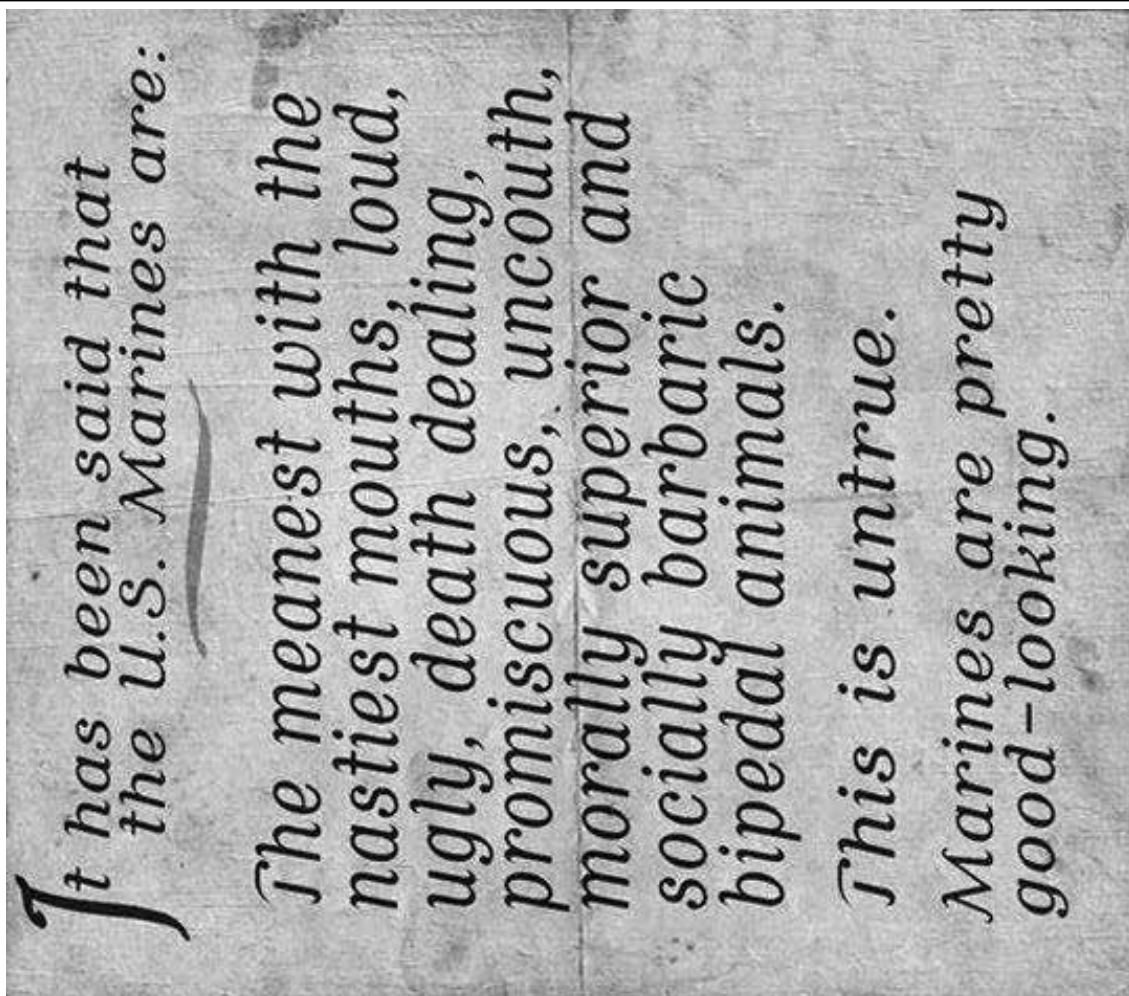 It has been said that
the U.S. Marines are:
The meanest with the
nastiest mouths, loud,
ugly, death dealing,
promiscuous, uncouth,
morally superior and
socially barbaric
bipedal animals.
This is untrue.
Marines are pretty
good-looking.